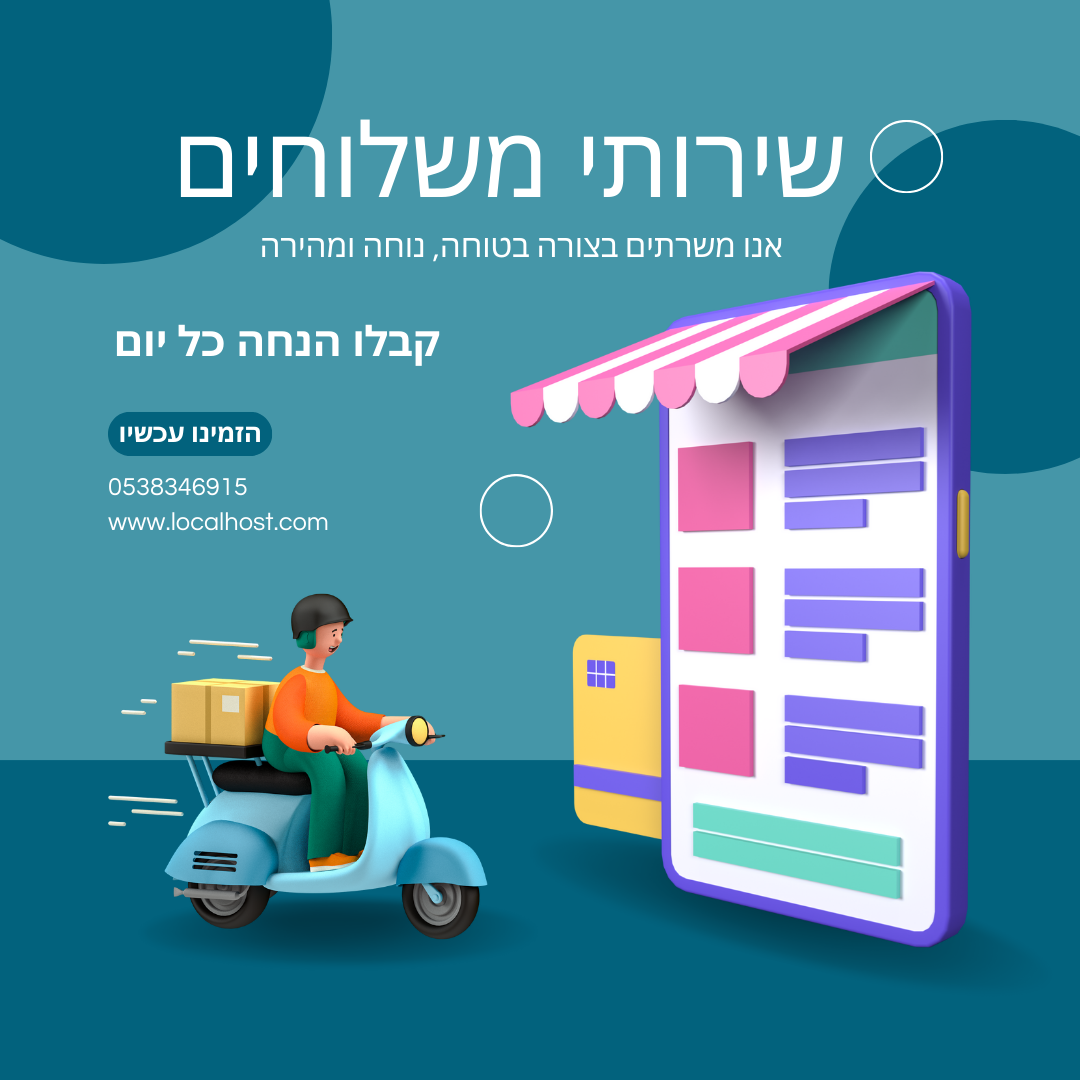 שירותי משלוחים
אנו משרתים בצורה בטוחה, נוחה ומהירה
קבלו הנחה כל יום
הזמינו עכשיו
0538346915
www.localhost.com